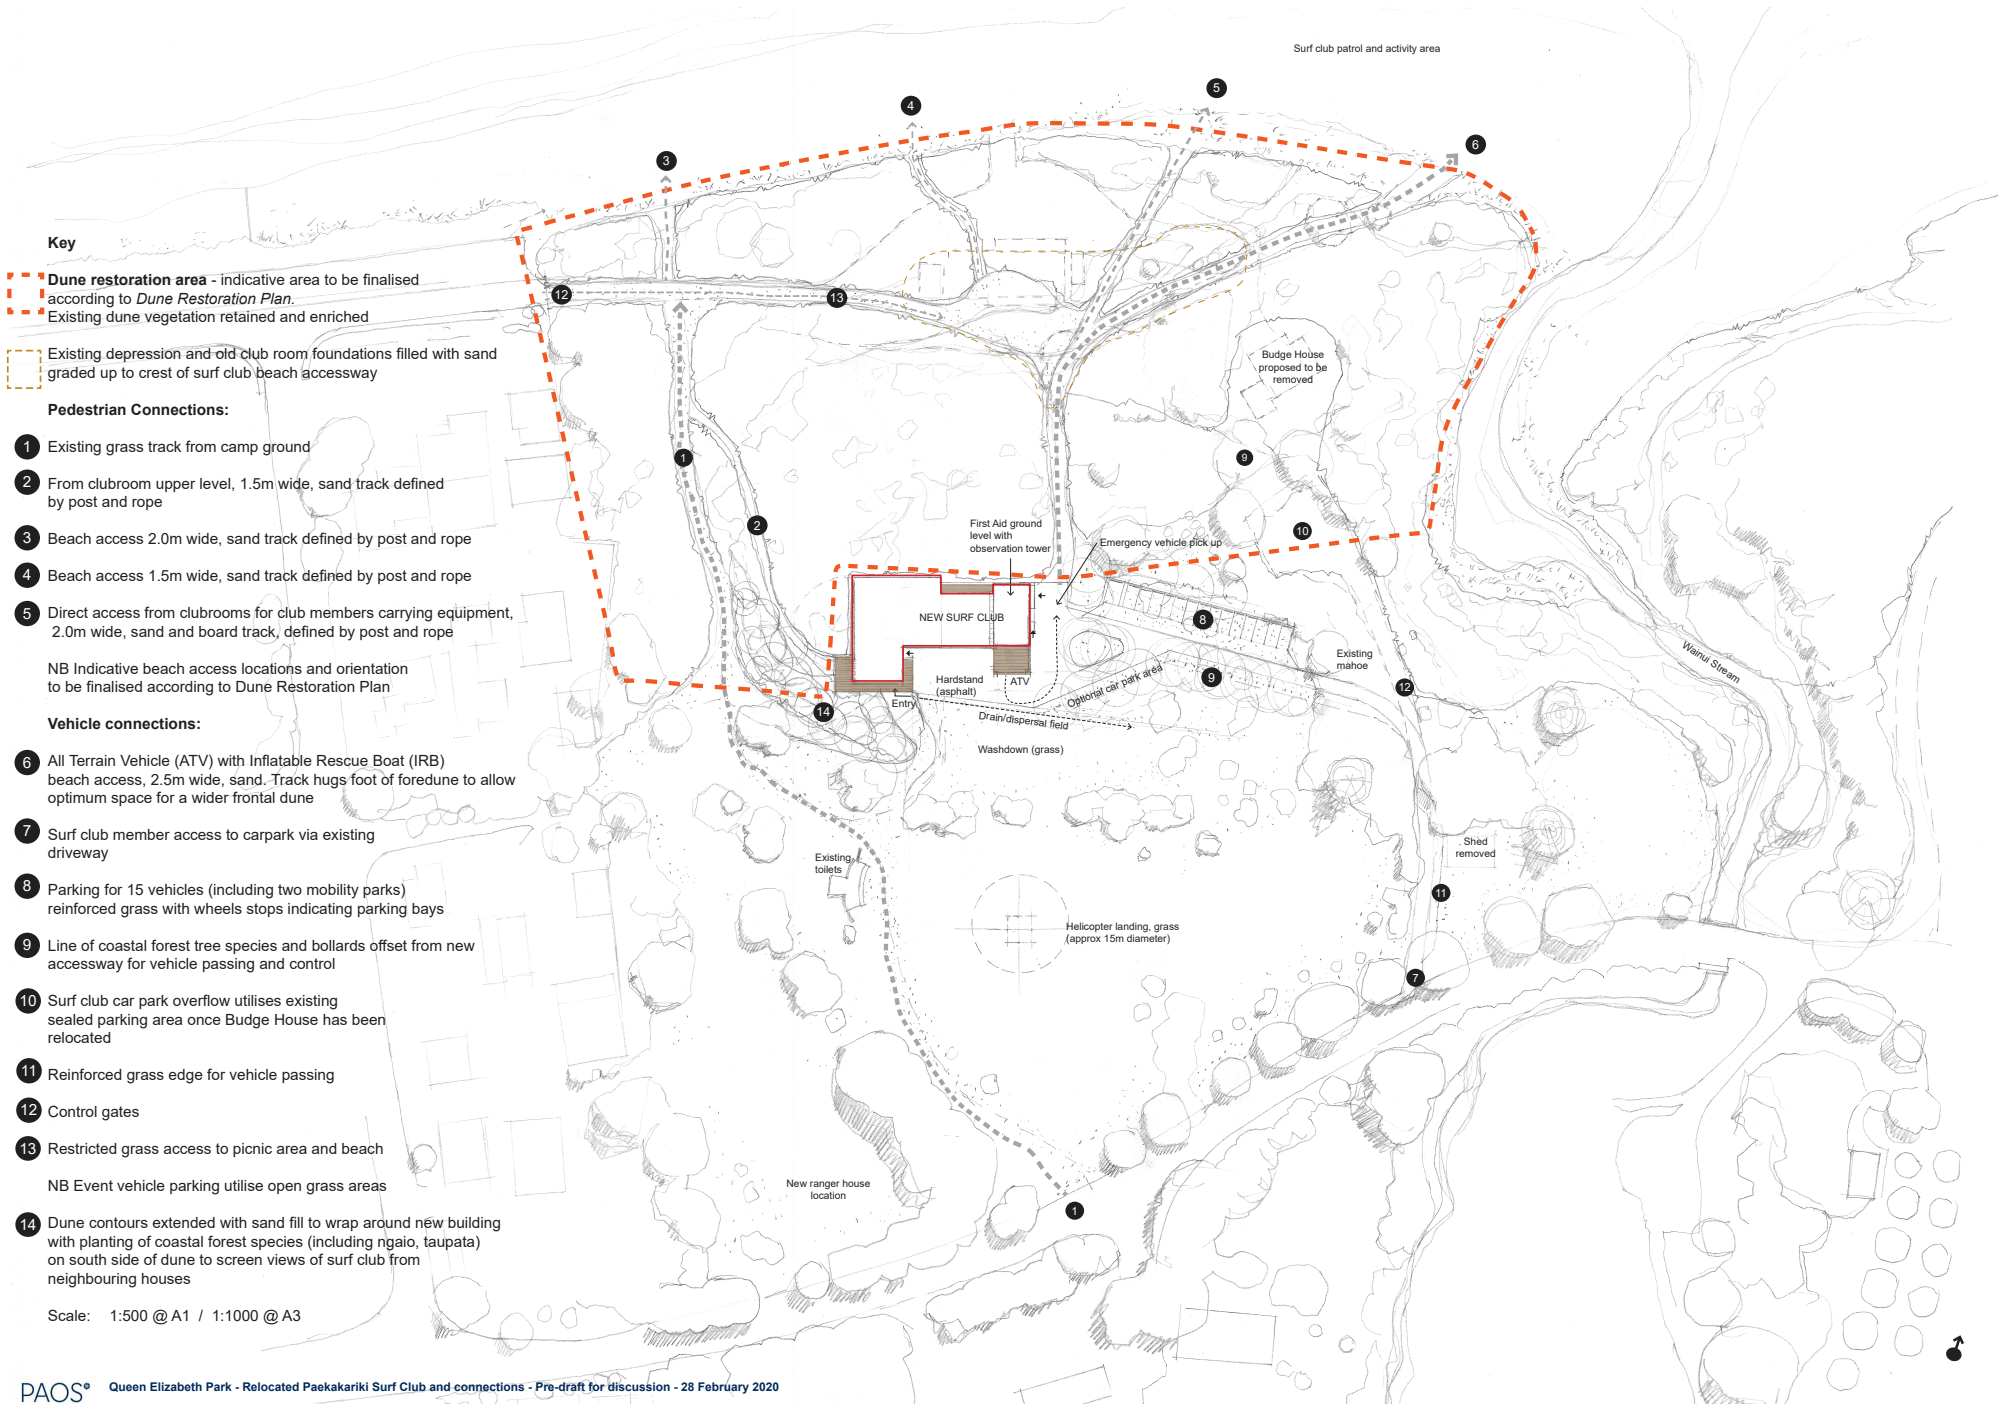 Surf club patrol and activity area
4
5
3
6
Key
Dune restoration area - indicative area to be finalised
according to Dune Restoration Plan.
Existing dune vegetation retained and enriched
Existing depression and old club room foundations filled with sand
graded up to crest of surf club beach accessway
Pedestrian Connections:
1 Existing grass track from camp ground
2 From clubroom upper level, 1.5m wide, sand track defined
by post and rope
3 Beach access 2.0m wide, sand track defined by post and rope
4 Beach access 1.5m wide, sand track defined by post and rope
5 Direct access from clubrooms for club members carrying equipment,
2.0m wide, sand and board track, defined by post and rope
NB Indicative beach access locations and orientation
to be finalised according to Dune Restoration Plan
Vehicle connections:
6 All Terrain Vehicle (ATV) with Inflatable Rescue Boat (IRB)
beach access, 2.5m wide, sand. Track hugs foot of foredune to allow
optimum space for a wider frontal dune
7 Surf club member access to carpark via existing
driveway
8 Parking for 15 vehicles (including two mobility parks)
reinforced grass with wheels stops indicating parking bays
9 Line of coastal forest tree species and bollards offset from new
accessway for vehicle passing and control
10 Surf club car park overflow utilises existing
sealed parking area once Budge House has been
relocated
11 Reinforced grass edge for vehicle passing
12 Control gates
13 Restricted grass access to picnic area and beach
NB Event vehicle parking utilise open grass areas
14 Dune contours extended with sand fill to wrap around new building
with planting of coastal forest species (including ngaio, taupata)
on south side of dune to screen views of surf club from
neighbouring houses
Scale: 1:500 @ A1 / 1:1000 @ A3
12
13
Budge House
proposed to be
removed
1
9
2
First Aid ground
level with
observation tower
Emergency vehicle pick up
10
NEW SURF CLUB
8
Existing
mahoe
Wainui Stream
Hardstand
(asphalt)
ATV
Optional car park area
9
12
Entry
14
Drain/dispersal field
Washdown (grass)
Existing
toilets
Shed
removed
11
Helicopter landing, grass
(approx 15m diameter)
7
New ranger house
location
1
PAOS Queen Elizabeth Park - Relocated Paekakariki Surf Club and connections - Pre-draft for discussion - 28 February 2020